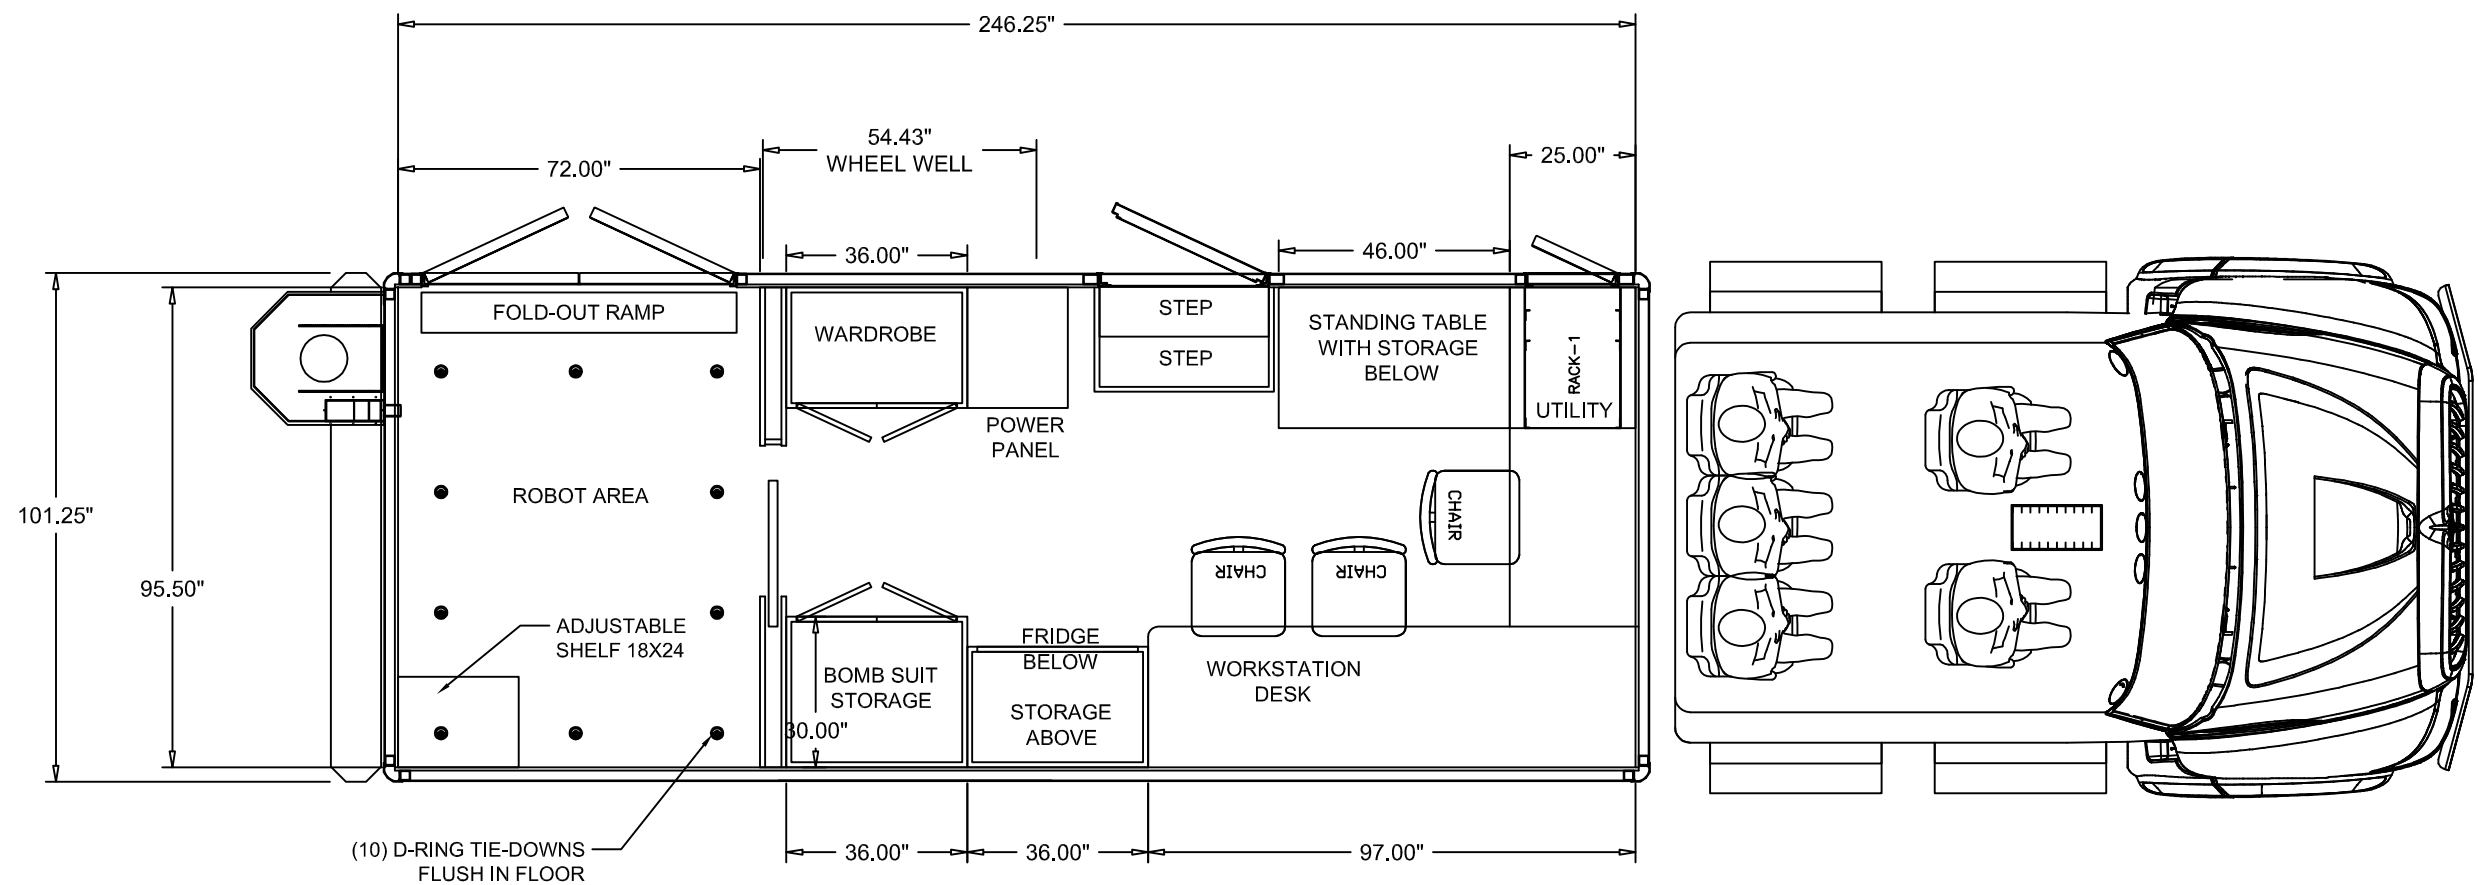 246.25"
54.43"
WHEEL WELL
72.00"
25.00"
36.00"
46.00"
FOLD-OUT RAMP
WARDROBE
STEP
STEP
STANDING TABLE
WITH STORAGE
BELOW
RACK-1
UTILITY
POWER
PANEL
ROBOT AREA
101.25"
95.50"
CHAIR
CHAIR
CHAIR
ADJUSTABLE
SHELF 18X24
FRIDGE
BELOW
BOMB SUIT
STORAGE
30.00"
STORAGE
ABOVE
WORKSTATION
DESK
(10) D-RING TIE-DOWNS
FLUSH IN FLOOR
36.00"
36.00"
97.00"